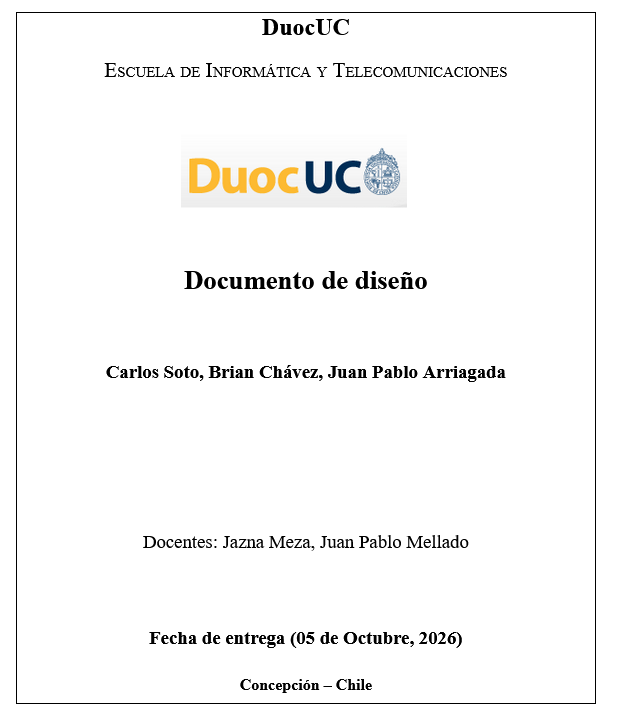 DuocUC
Escuela de Informática y Telecomunicaciones
DuocUC
Documento de diseño
Carlos Soto, Brian Chávez, Juan Pablo Arriagada
Docentes: Jazna Meza, Juan Pablo Mellado
Fecha de entrega (05 de Octubre, 2026)
Concepción – Chile